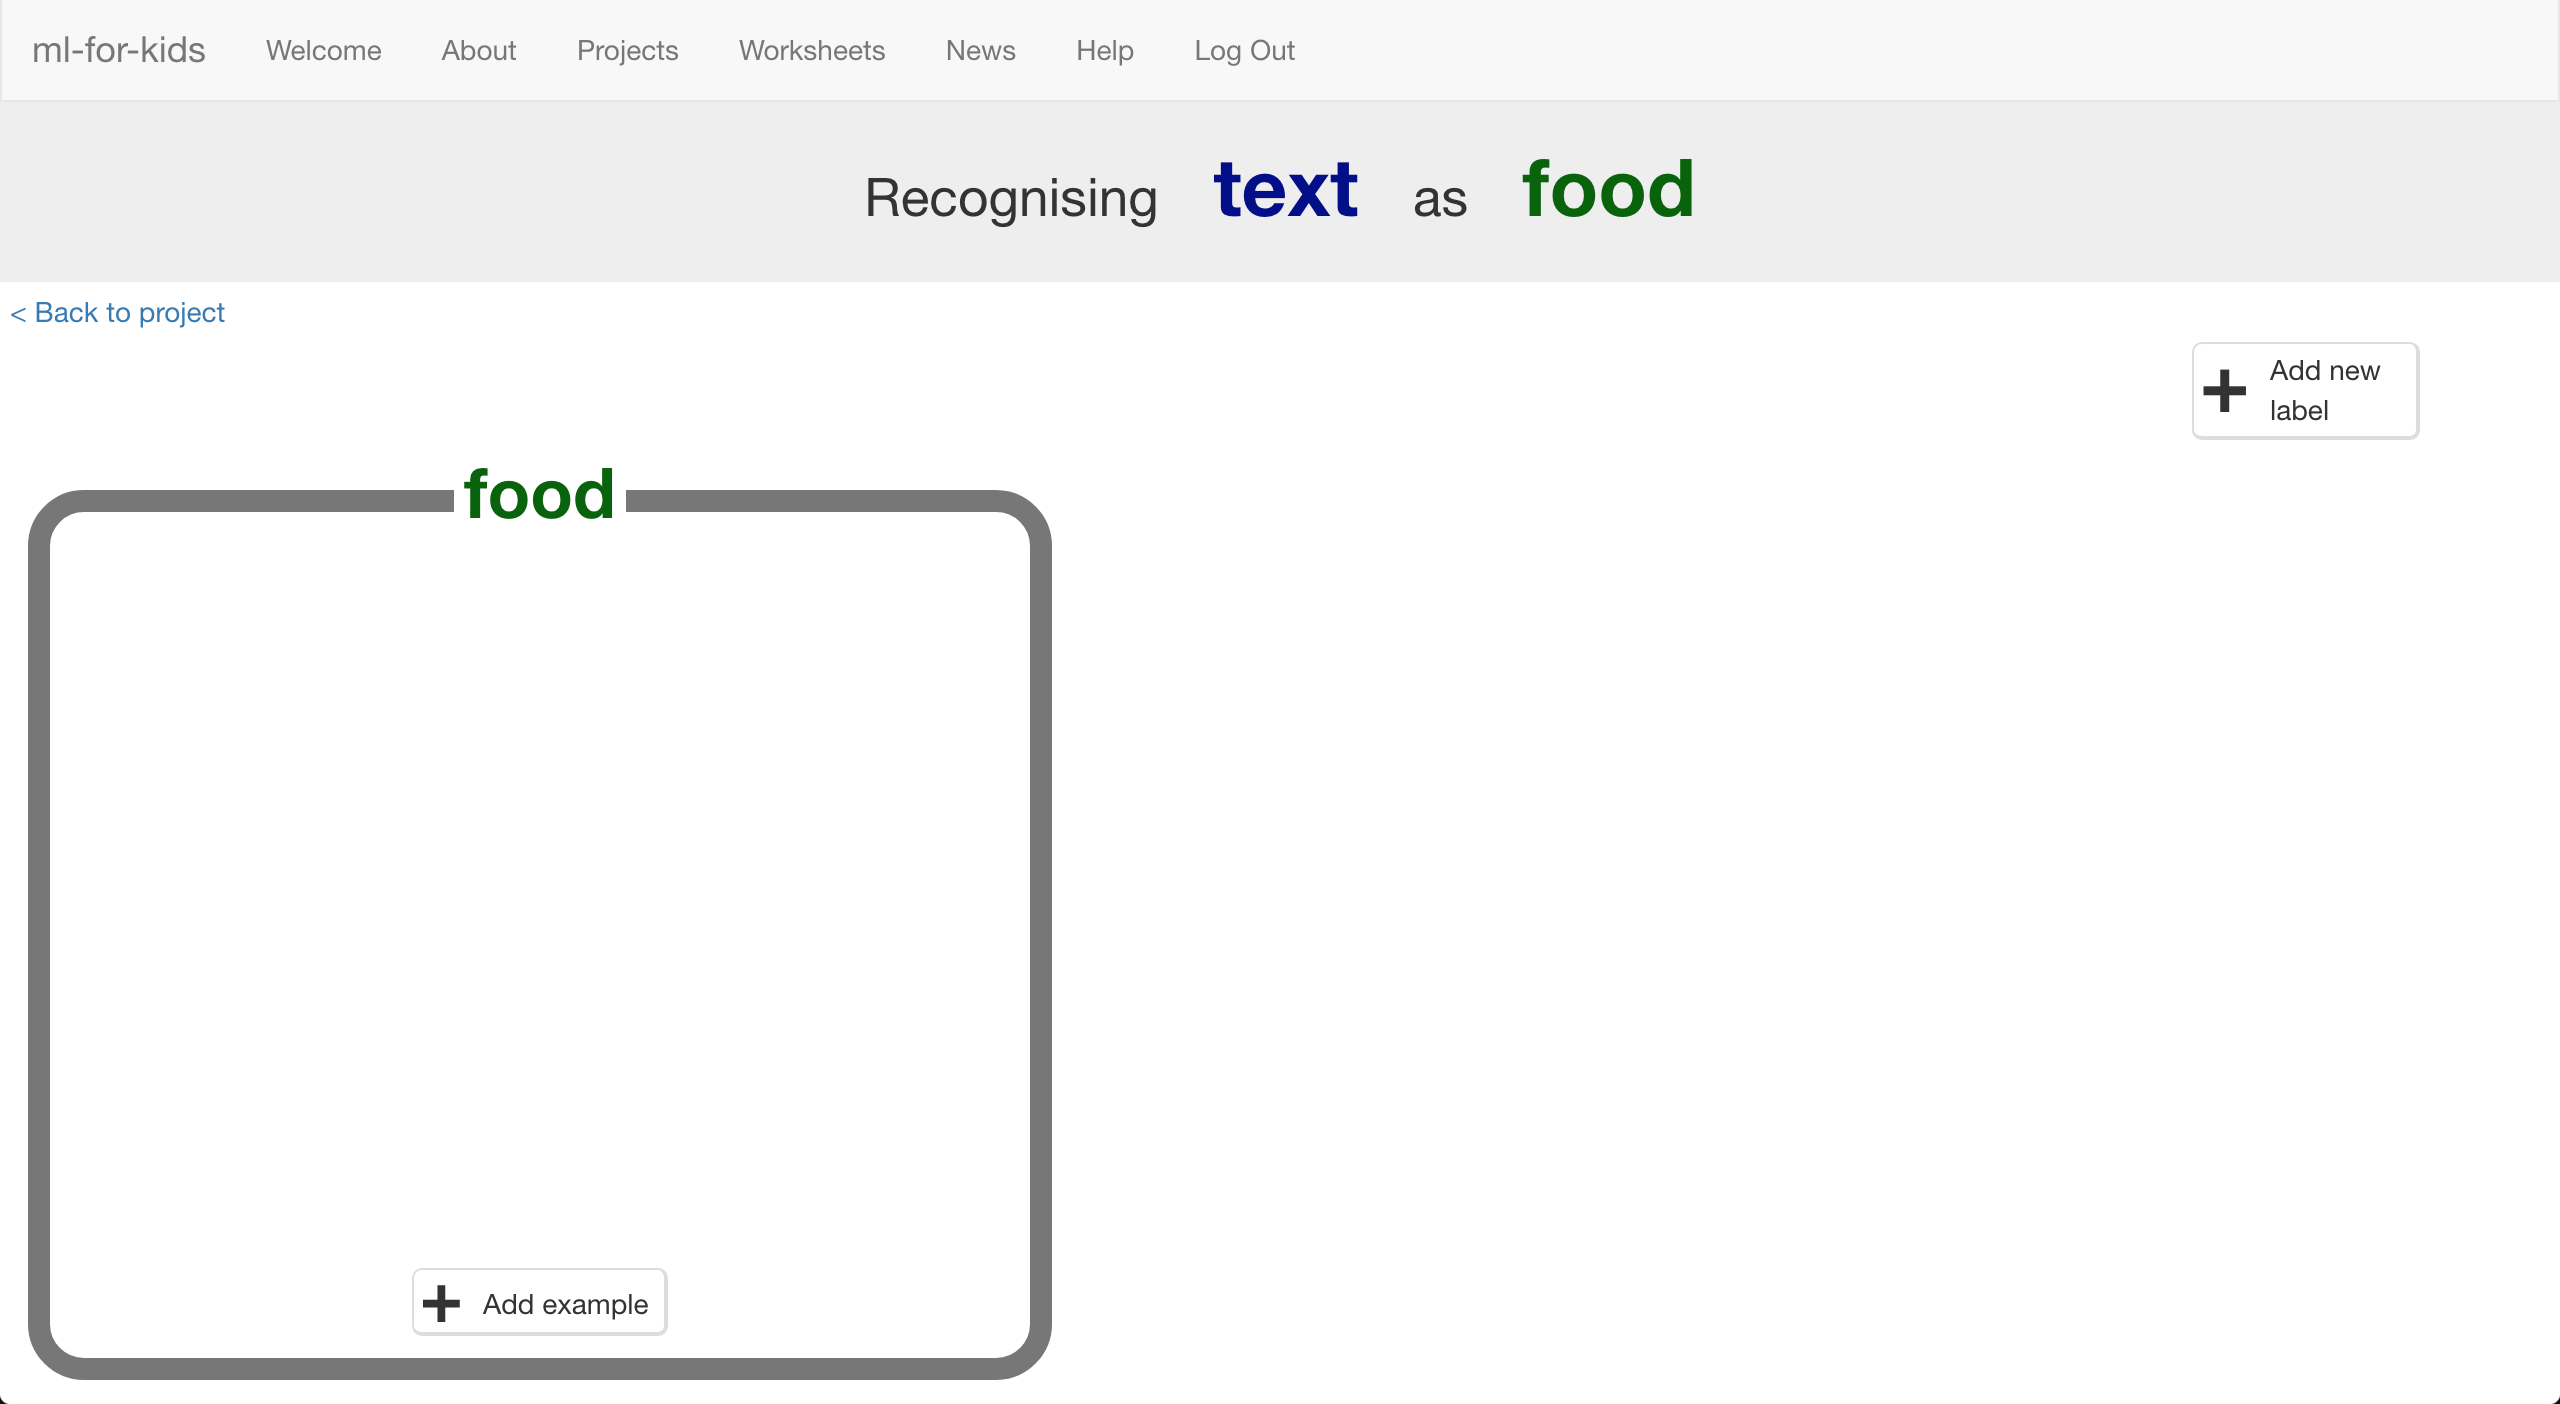 ml-for-kids Welcome About Projects Worksheets News Help Log Out
Recognising text as food
< Back to project
Add new
label
food
Add example